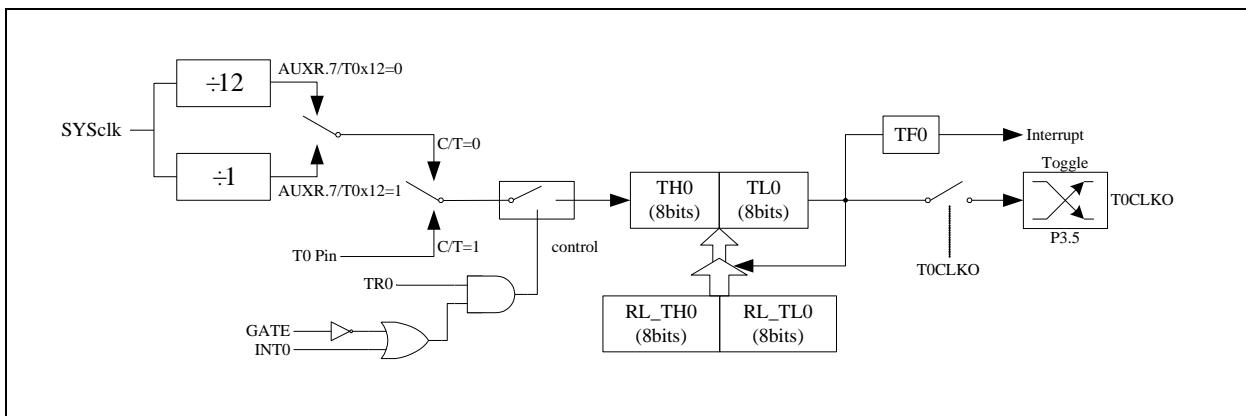 ÷12
AUXR.7/T0x12=0
SYSclk
÷1
AUXR.7/T0x12=1
C/T=0
T0 Pin
C/T=1
control
TR0
GATE
INT0
TH0
(8bits)
TL0
(8bits)
RL_TH0
(8bits)
RL_TL0
(8bits)
TF0
Interrupt
Toggle
T0CLKO
P3.5
T0CLKO